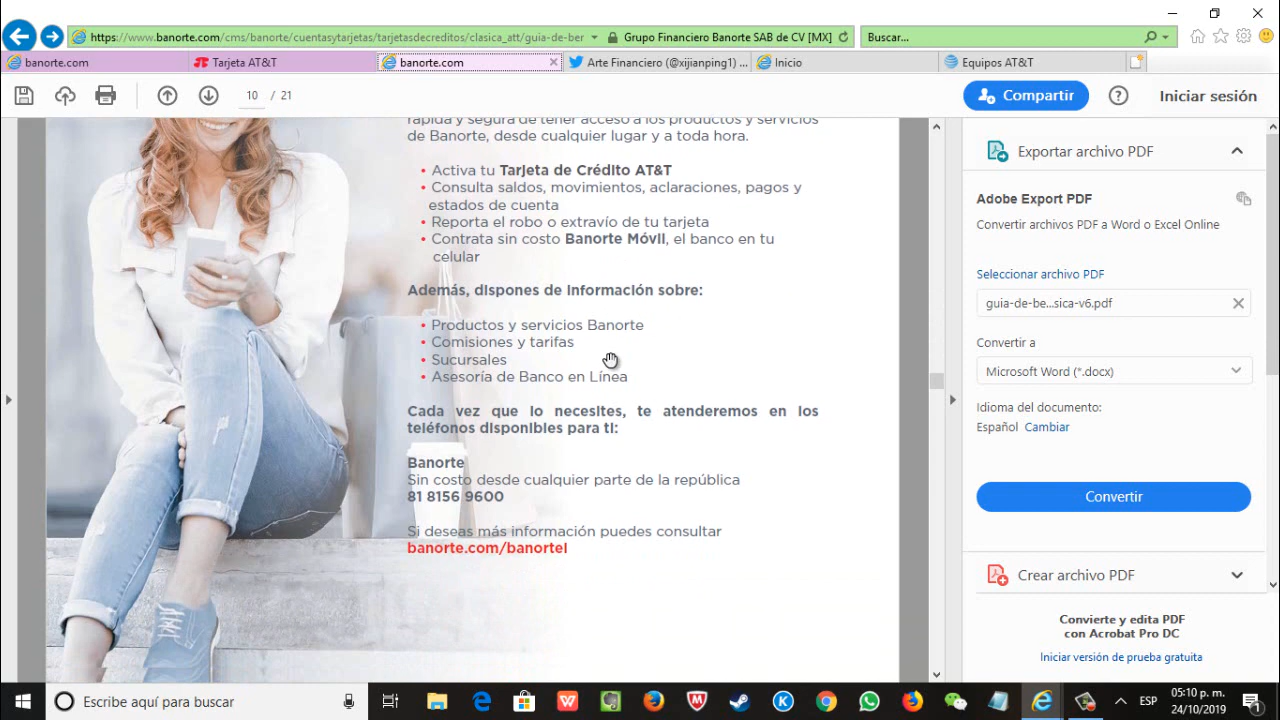 https://www.banorte.com/cms/banorte/cuentasytarjetas/tarjetasdecreditos/clasica_att/guia-de-ber
Grupo Financiero Banorte SAB de CV [MX]
Buscar...
banorte.com
Tarjeta AT&T
banorte.com
Arte Financiero (@xijianping1) ...
Inicio
Equipos AT&T
10 / 21
Compartir
Iniciar sesión
rápida y segura de tener acceso a los productos y servicios
de Banorte, desde cualquier lugar y a toda hora.
• Activa tu Tarjeta de Crédito AT&T
• Consulta saldos, movimientos, aclaraciones, pagos y
estados de cuenta
• Reporta el robo o extravío de tu tarjeta
• Contrata sin costo Banorte Móvil, el banco en tu
celular
Además, dispones de información sobre:
• Productos y servicios Banorte
• Comisiones y tarifas
• Sucursales
• Asesoría de Banco en Línea
Cada vez que lo necesites, te atenderemos en los
teléfonos disponibles para ti:
Banorte
Sin costo desde cualquier parte de la república
81 8156 9600
Si deseas más información puedes consultar
banorte.com/banortel
Exportar archivo PDF
Adobe Export PDF
Convertir archivos PDF a Word o Excel Online
Seleccionar archivo PDF
guia-de-be...sica-v6.pdf
Convertir a
Microsoft Word (*.docx)
Idioma del documento:
Español Cambiar
Convertir
Crear archivo PDF
Convierte y edita PDF
con Acrobat Pro DC
Iniciar versión de prueba gratuita
Escribe aquí para buscar
ESP
05:10 p. m.
24/10/2019